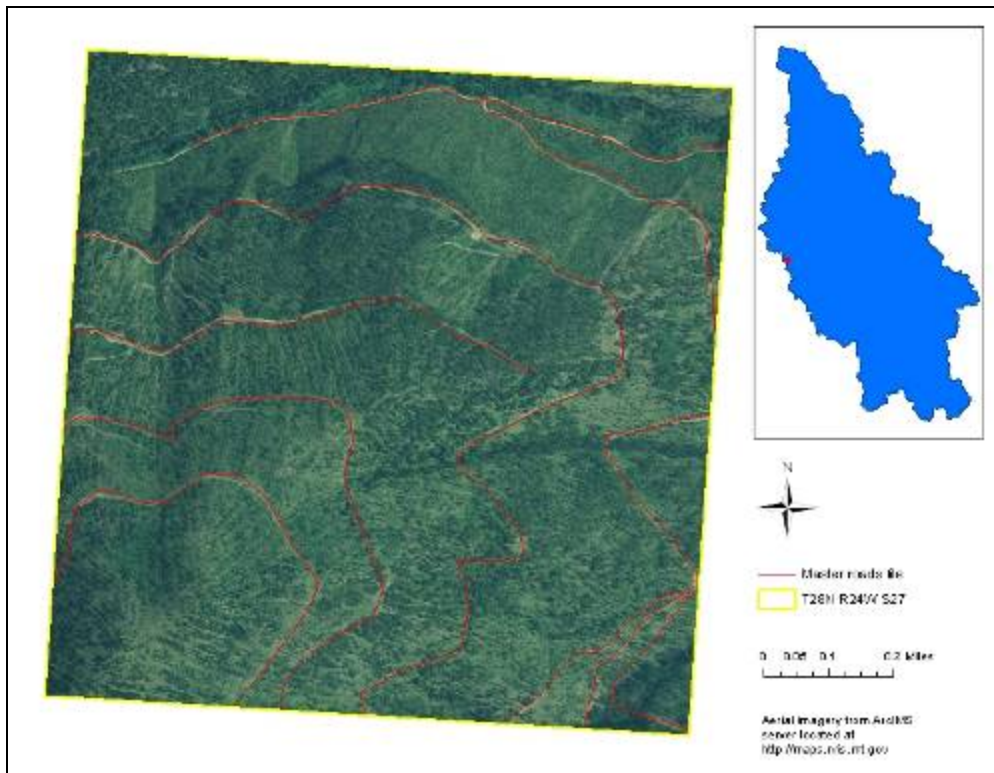 N
Master roads file
T28N R24W S27
0 0.05 0.1 0.2 Miles
Aerial imagery from ArcIMS
server located at
http://maps.nris.mt.gov